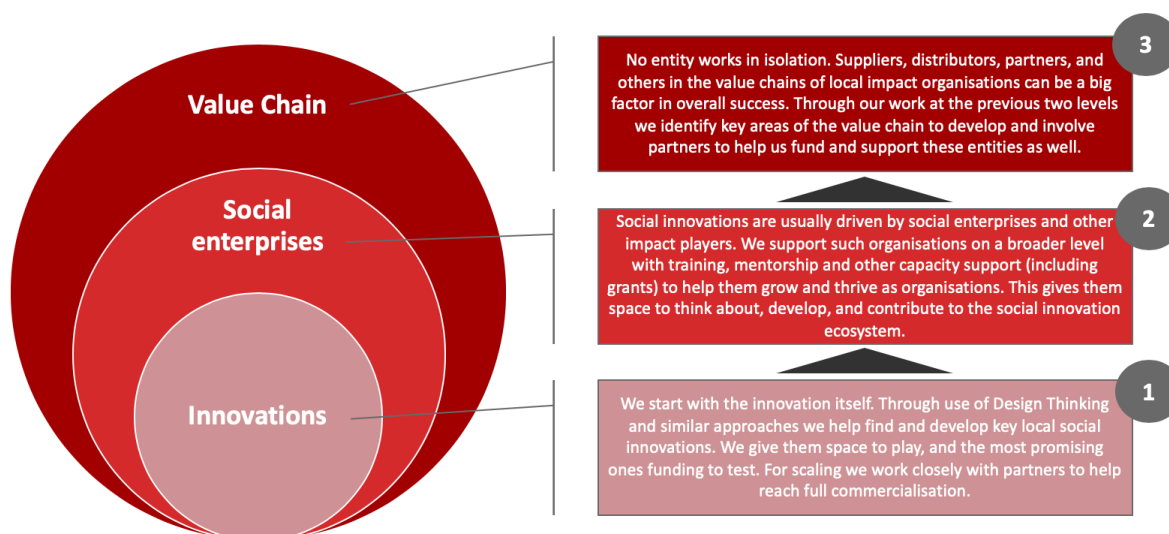 Value Chain
Social
enterprises
Innovations
3
No entity works in isolation. Suppliers, distributors, partners, and
others in the value chains of local impact organisations can be a big
factor in overall success. Through our work at the previous two levels
we identify key areas of the value chain to develop and involve
partners to help us fund and support these entities as well.
2
Social innovations are usually driven by social enterprises and other
impact players. We support such organisations on a broader level
with training, mentorship and other capacity support (including
grants) to help them grow and thrive as organisations. This gives them
space to think about, develop, and contribute to the social innovation
ecosystem.
1
We start with the innovation itself. Through use of Design Thinking
and similar approaches we help find and develop key local social
innovations. We give them space to play, and the most promising
ones funding to test. For scaling we work closely with partners to help
reach full commercialisation.